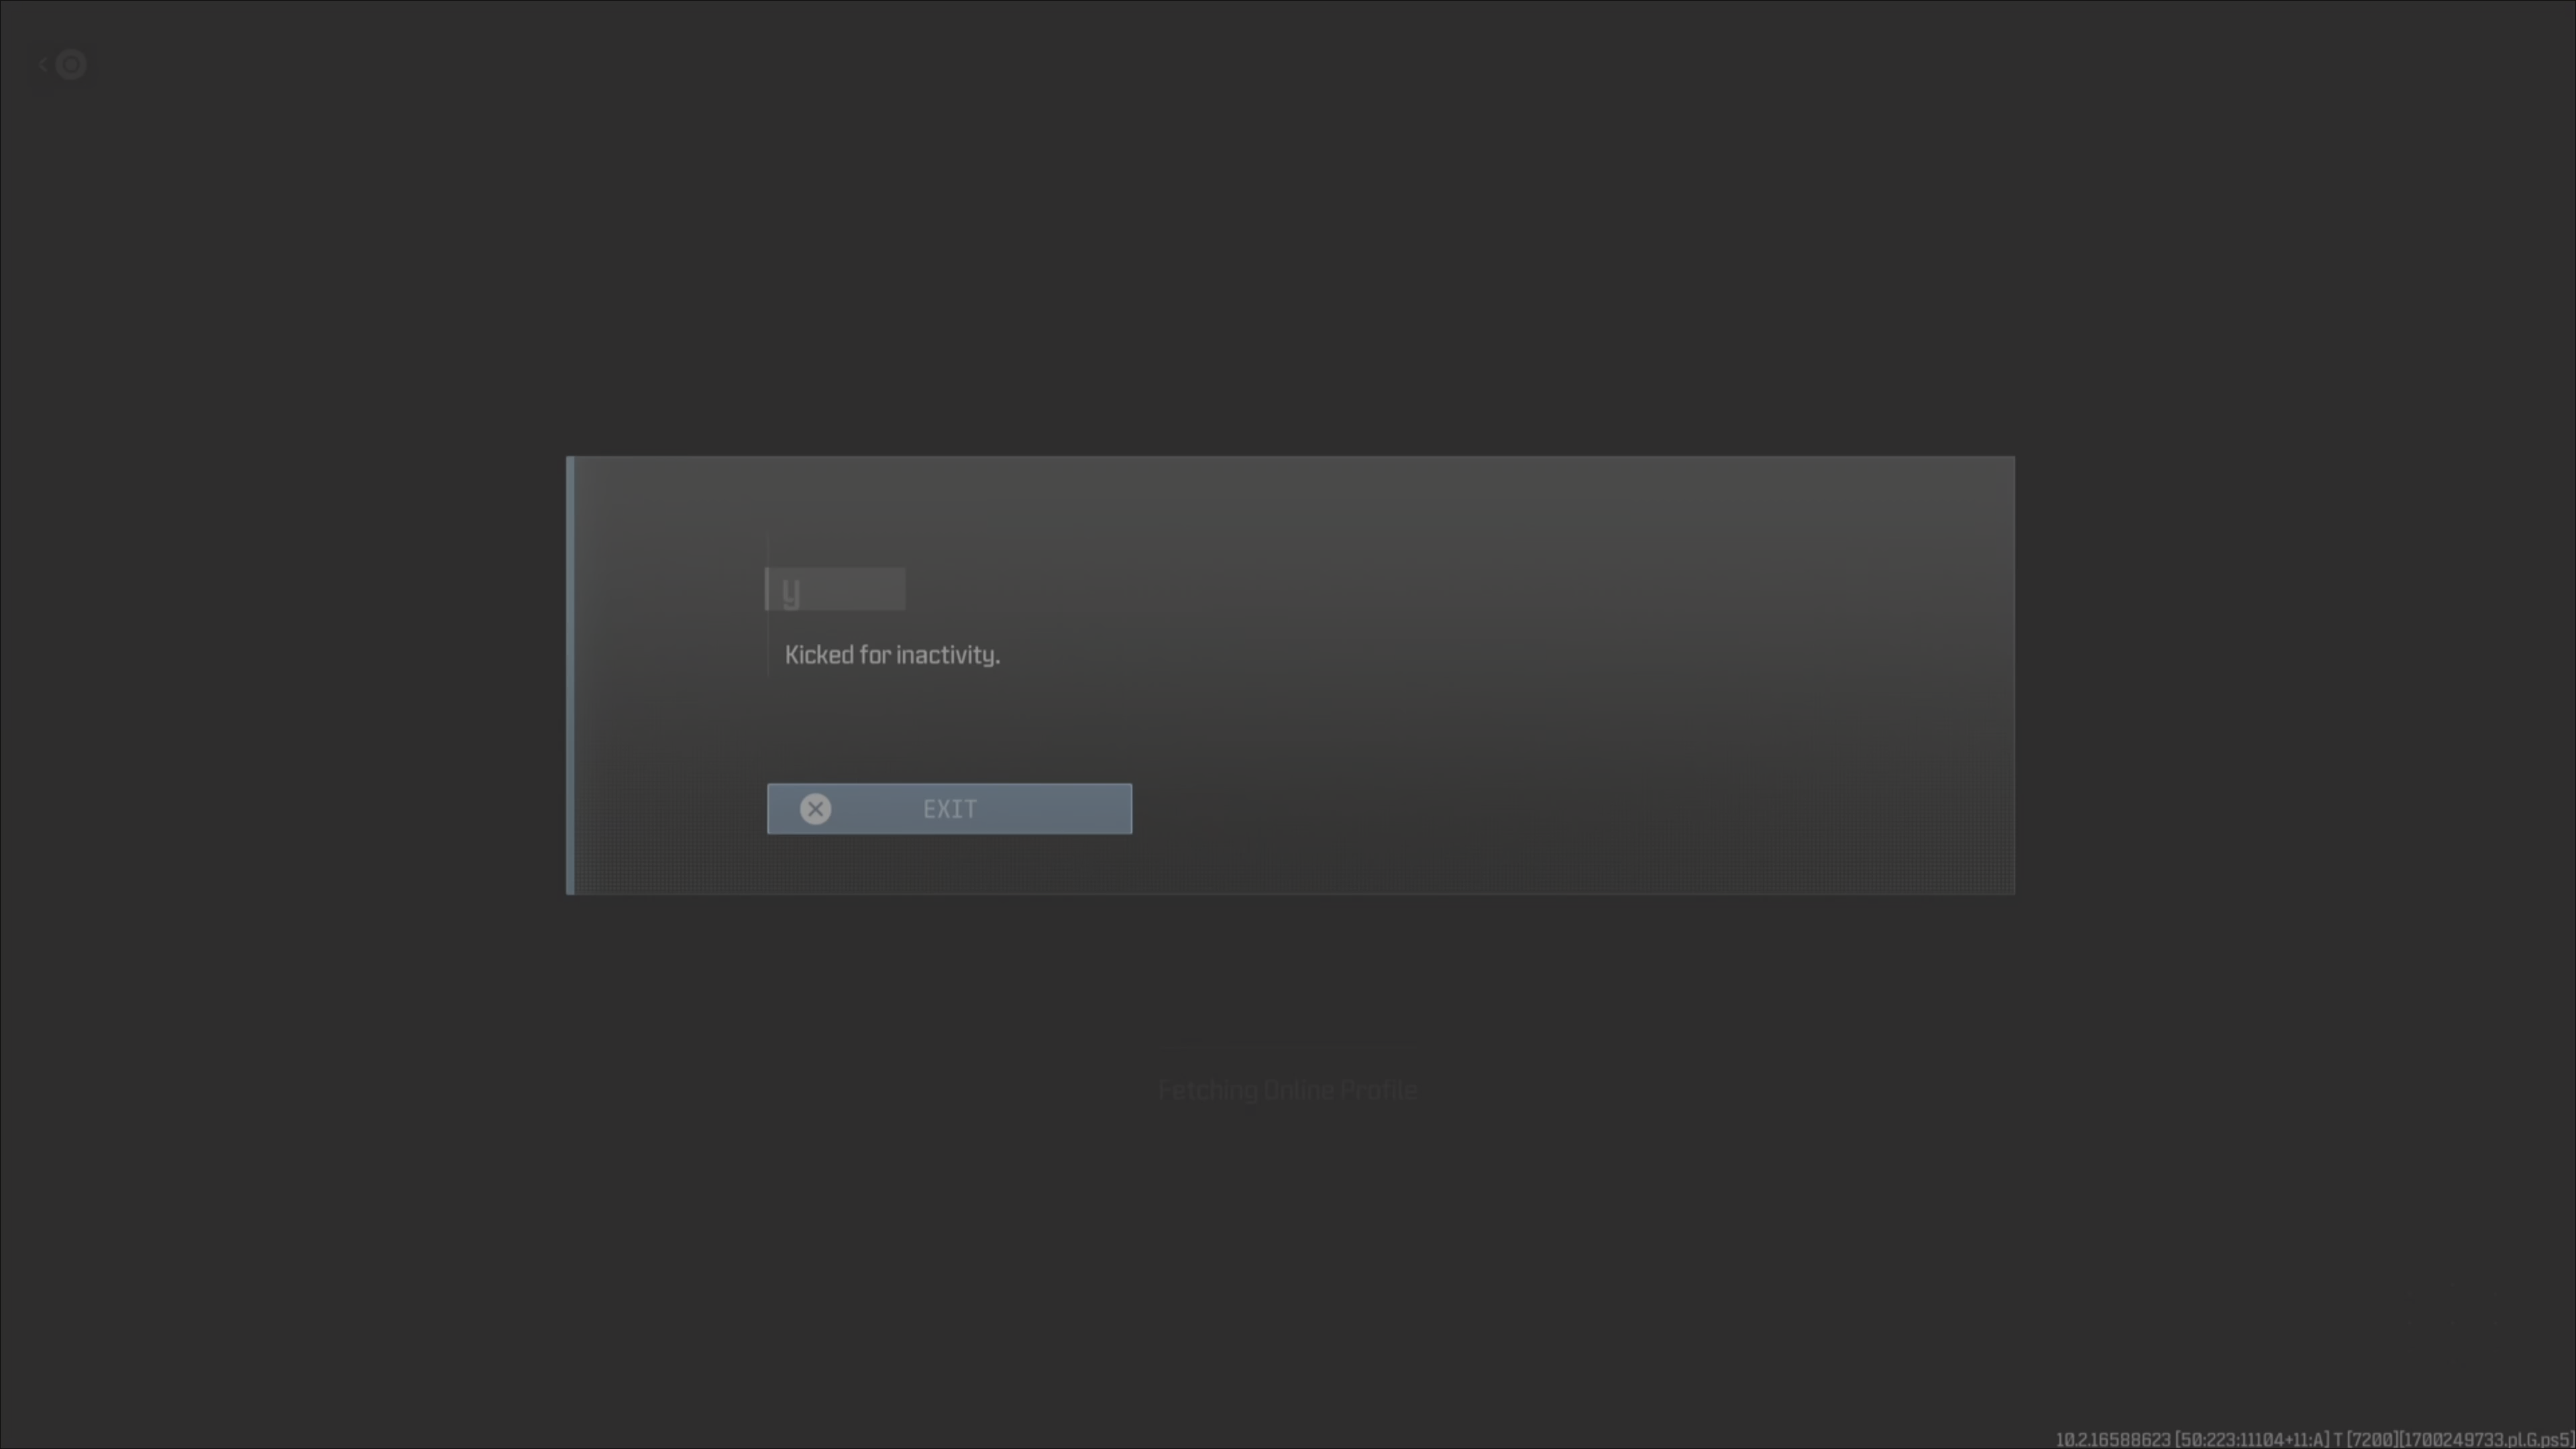 y
Kicked for inactivity.
EXIT
Fetching Online Profile
10.2.16588623 [50:223:11104+11:A] T [7200][1700249733.pl.G.ps5]